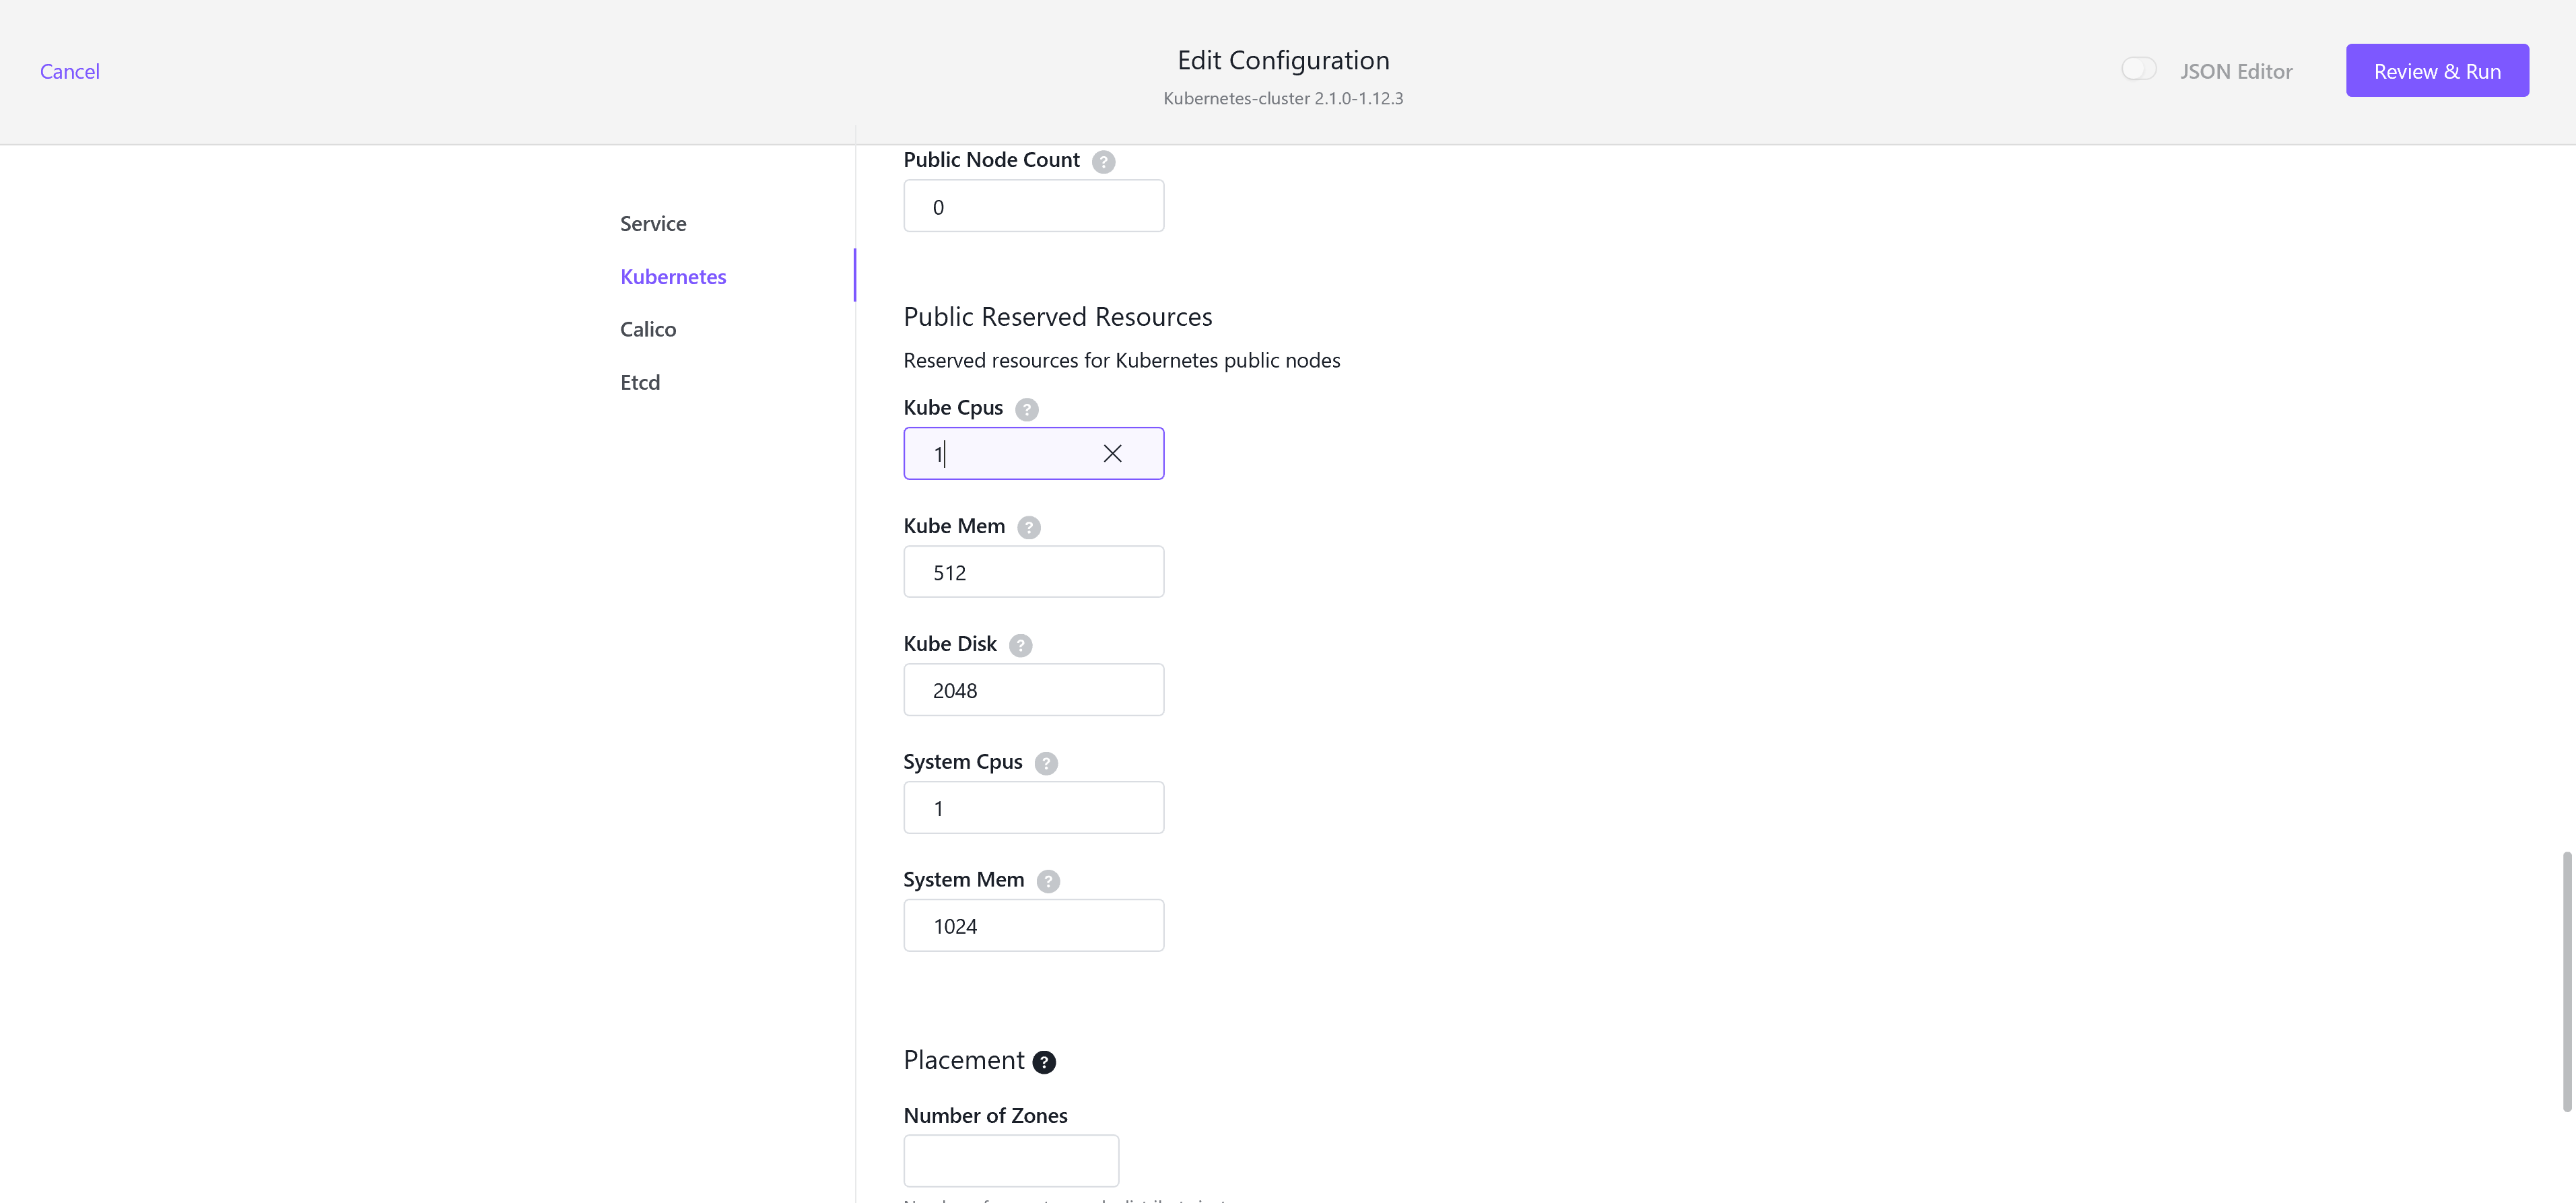 Cancel
Edit Configuration
Kubernetes-cluster 2.1.0-1.12.3
JSON Editor
Review & Run
Service
Kubernetes
Calico
Etcd
Public Node Count ?
0
Public Reserved Resources
Reserved resources for Kubernetes public nodes
Kube Cpus ?
1
Kube Mem ?
512
Kube Disk ?
2048
System Cpus ?
1
System Mem ?
1024
Placement ?
Number of Zones